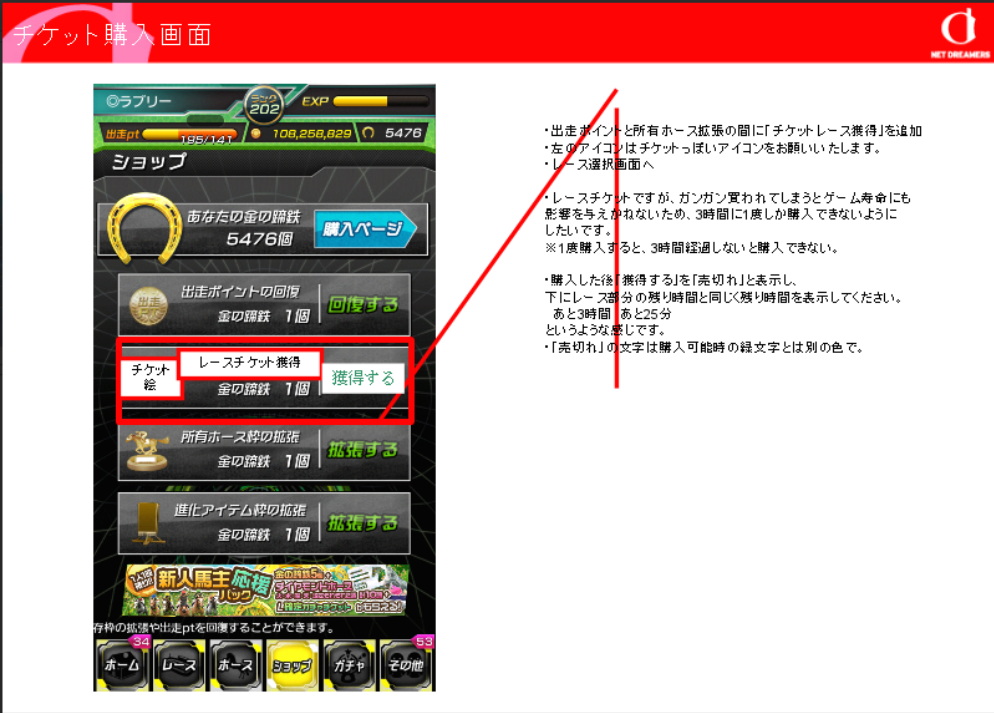 チケット購入画面
NET DREAMERS
◎ラブリー
ランク
202
EXP
出走pt
195/141
108,258,829
5476
ショップ
あなたの金の蹄鉄
5476個
購入ページ
出走ポイントの回復
金の蹄鉄 1個
回復する
チケット
絵
レースチケット獲得
金の蹄鉄 1個
獲得する
所有ホース枠の拡張
金の蹄鉄 1個
拡張する
進化アイテム枠の拡張
金の蹄鉄 1個
拡張する
新人馬主応援
パック
金の蹄鉄5個+
ダイヤモンドホース
存枠の拡張や出走ptを回復することができます。
34
53
ホーム
レース
ホース
ショップ
ガチャ
その他
・出走ポイントと所有ホース拡張の間に「チケットレース獲得」を追加
・左のアイコンはチケットっぽいアイコンをお願いいたします。
・レース選択画面へ
・レースチケットですが、ガンガン買われてしまうとゲーム寿命にも
影響を与えかねないため、3時間に1度しか購入できないように
したいです。
※1度購入すると、3時間経過しないと購入できない。
・購入した後「獲得する」を「売切れ」と表示し、
下にレース部分の残り時間と同じく残り時間を表示してください。
あと3時間 あと25分
というような感じです。
・「売切れ」の文字は購入可能時の緑文字とは別の色で。